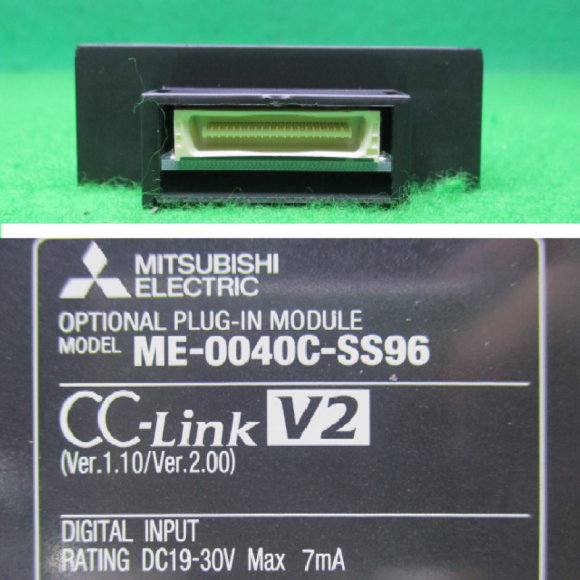 MITSUBISHI
ELECTRIC
OPTIONAL PLUG-IN MODULE
MODEL ME-0040C-SS96
CC-Link V2
(Ver.1.10/Ver.2.00)
DIGITAL INPUT
RATING DC19-30V Max 7mA